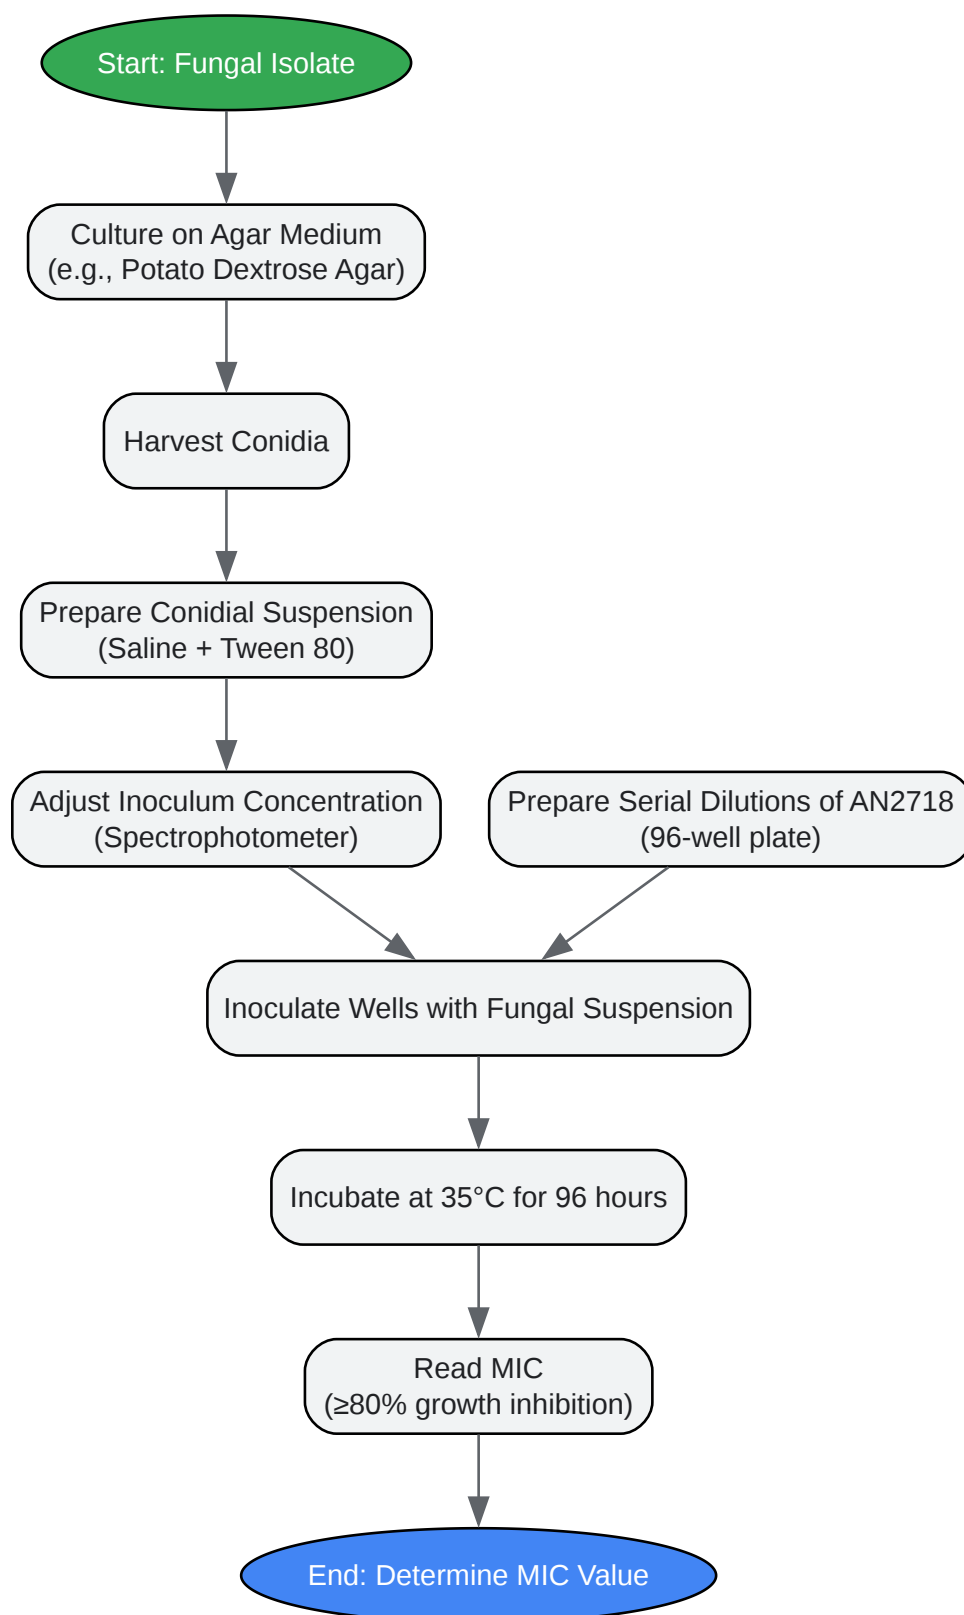 Start: Fungal Isolate
Culture on Agar Medium
(e.g., Potato Dextrose Agar)
Harvest Conidia
Prepare Conidial Suspension
(Saline + Tween 80)
Adjust Inoculum Concentration
(Spectrophotometer)
Prepare Serial Dilutions of AN2718
(96-well plate)
Inoculate Wells with Fungal Suspension
Incubate at 35°C for 96 hours
Read MIC
(≥80% growth inhibition)
End: Determine MIC Value